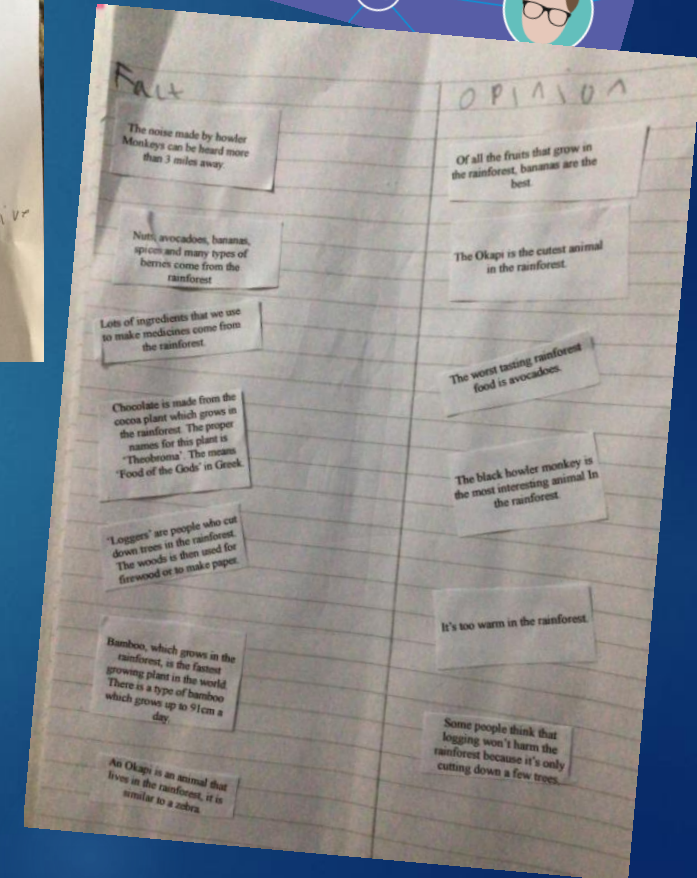 Fact
The noise made by howler
Monkeys can be heard more
than 3 miles away.
Nuts, avocadoes, bananas,
spices and many types of
berries come from the
rainforest
Lots of ingredients that we use
to make medicines come from
the rainforest.
Chocolate is made from the
cocoa plant which grows in
the rainforest. The proper
names for this plant is
'Theobroma'. The means
'Food of the Gods' in Greek.
'Loggers' are people who cut
down trees in the rainforest.
The woods is then used for
firewood or to make paper.
Bamboo, which grows in the
rainforest, is the fastest
growing plant in the world.
There is a type of bamboo
which grows up to 91cm a
day.
An Okapi is an animal that
lives in the rainforest, it is
similar to a zebra.
OPINION
Of all the fruits that grow in
the rainforest, bananas are the
best.
The Okapi is the cutest animal
in the rainforest.
The worst tasting rainforest
food is avocadoes.
The black howler monkey is
the most interesting animal In
the rainforest.
It's too warm in the rainforest.
Some people think that
logging won't harm the
rainforest because it's only
cutting down a few trees.